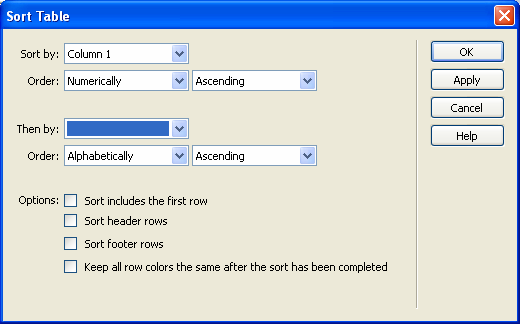 Sort Table
Sort by: Column 1
Order: Numerically Ascending
Then by:
Order: Alphabetically Ascending
Options: Sort includes the first row
Sort header rows
Sort footer rows
Keep all row colors the same after the sort has been completed
OK
Apply
Cancel
Help